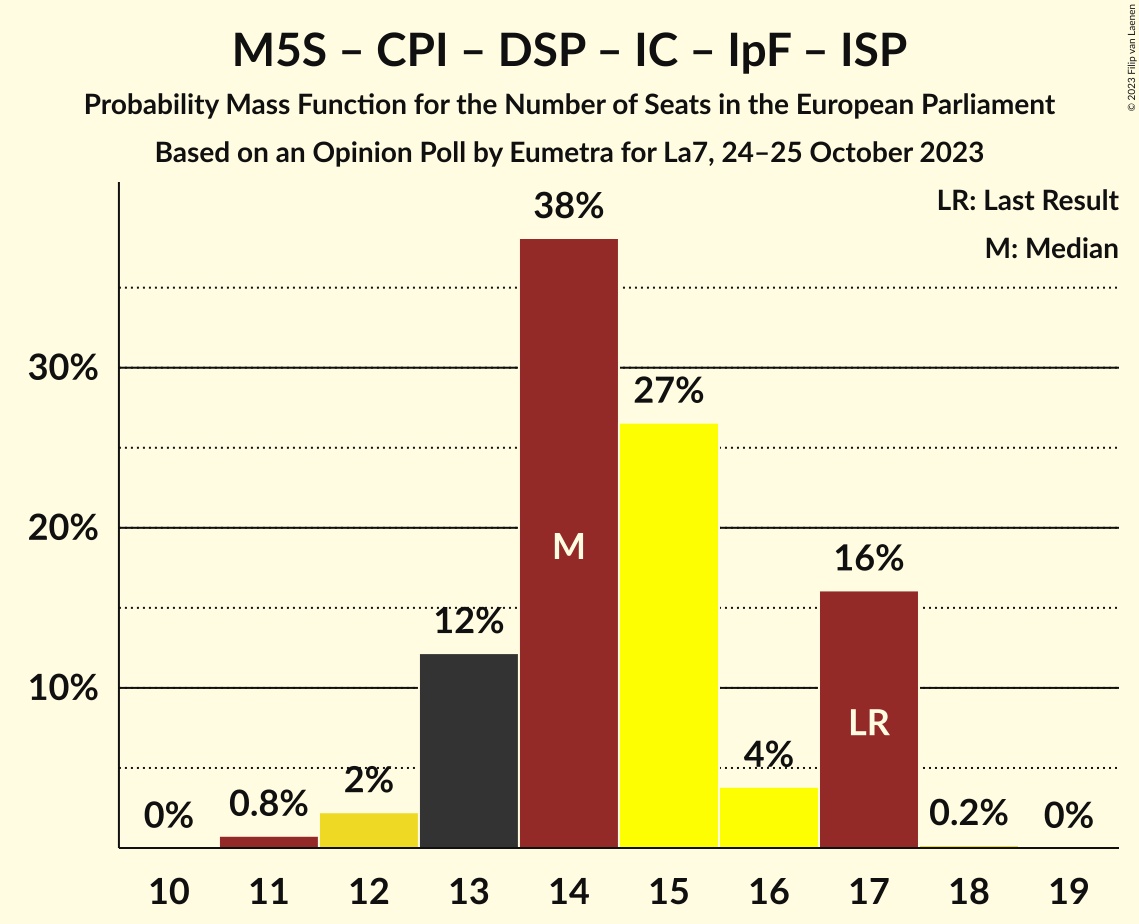 M5S – CPI – DSP – IC – IpF – ISP
Probability Mass Function for the Number of Seats in the European Parliament
Based on an Opinion Poll by Eumetra for La7, 24–25 October 2023
© 2023 Filip van Laenen
LR: Last Result
M: Median
38%
30%
27%
20%
M
16%
12%
10%
LR
4%
2%
0.8%
0%
0.2%
0%
10 11 12 13 14 15 16 17 18 19